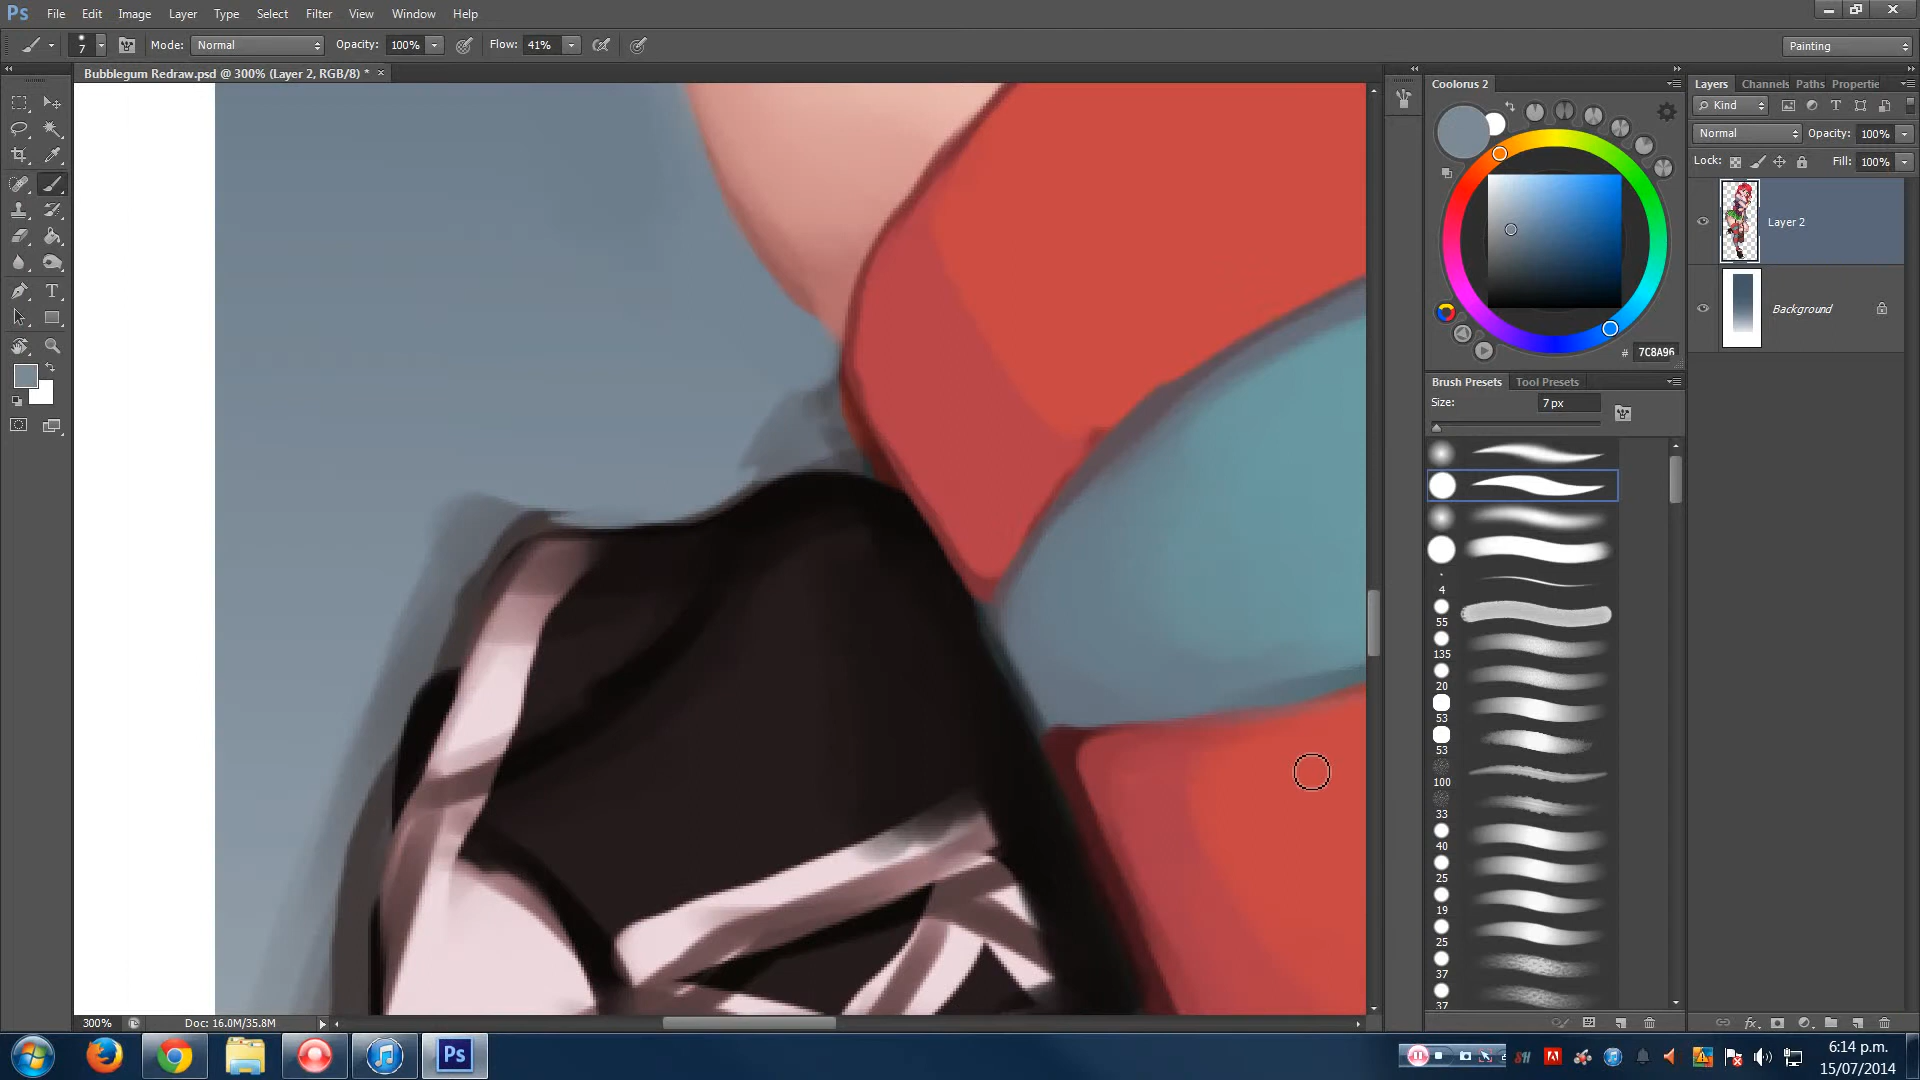 Ps File Edit Image Layer Type Select Filter 3D View Window Help
7 Mode: Normal Opacity: 100% Flow: 41% Painting
Bubblegum Redraw.psd @ 300% (Layer 2, RGB/8) *
Coolorus 2
# 7C8A96
Brush Presets Tool Presets
Size: 7 px
4
55
135
20
53
53
100
33
40
25
19
25
37
37
Layers Channels Paths Propertie
Kind
Normal Opacity: 100%
Lock: Fill: 100%
Layer 2
Background
300% Doc: 16.0M/35.8M
Ps
6:14 p.m.
15/07/2014